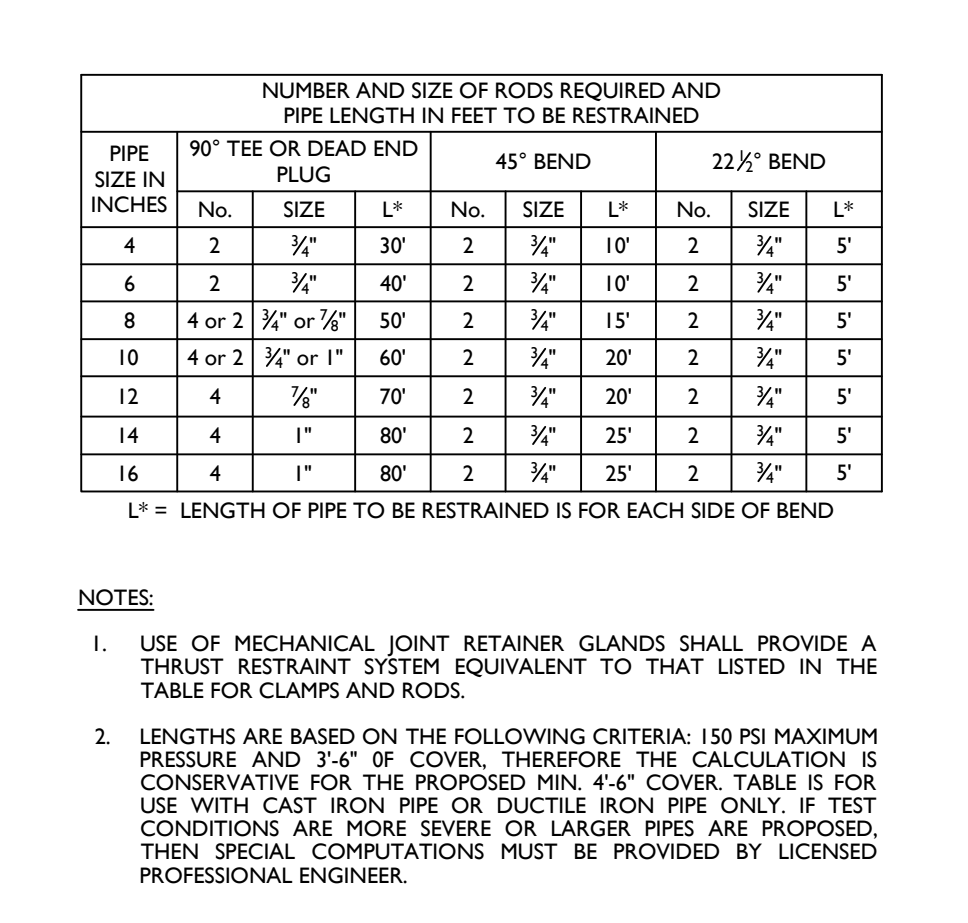 NUMBER AND SIZE OF RODS REQUIRED AND
PIPE LENGTH IN FEET TO BE RESTRAINED
PIPE SIZE IN INCHES 90° TEE OR DEAD END PLUG 45° BEND 22½° BEND
No. SIZE L* No. SIZE L* No. SIZE L*
4 2 ¾" 30' 2 ¾" 10' 2 ¾" 5'
6 2 ¾" 40' 2 ¾" 10' 2 ¾" 5'
8 4 or 2 ¾" or ⅞" 50' 2 ¾" 15' 2 ¾" 5'
10 4 or 2 ¾" or 1" 60' 2 ¾" 20' 2 ¾" 5'
12 4 ⅞" 70' 2 ¾" 20' 2 ¾" 5'
14 4 1" 80' 2 ¾" 25' 2 ¾" 5'
16 4 1" 80' 2 ¾" 25' 2 ¾" 5'
L* = LENGTH OF PIPE TO BE RESTRAINED IS FOR EACH SIDE OF BEND
NOTES:
1. USE OF MECHANICAL JOINT RETAINER GLANDS SHALL PROVIDE A
THRUST RESTRAINT SYSTEM EQUIVALENT TO THAT LISTED IN THE
TABLE FOR CLAMPS AND RODS.
2. LENGTHS ARE BASED ON THE FOLLOWING CRITERIA: 150 PSI MAXIMUM
PRESSURE AND 3'-6" 0F COVER, THEREFORE THE CALCULATION IS
CONSERVATIVE FOR THE PROPOSED MIN. 4'-6" COVER. TABLE IS FOR
USE WITH CAST IRON PIPE OR DUCTILE IRON PIPE ONLY. IF TEST
CONDITIONS ARE MORE SEVERE OR LARGER PIPES ARE PROPOSED,
THEN SPECIAL COMPUTATIONS MUST BE PROVIDED BY LICENSED
PROFESSIONAL ENGINEER.